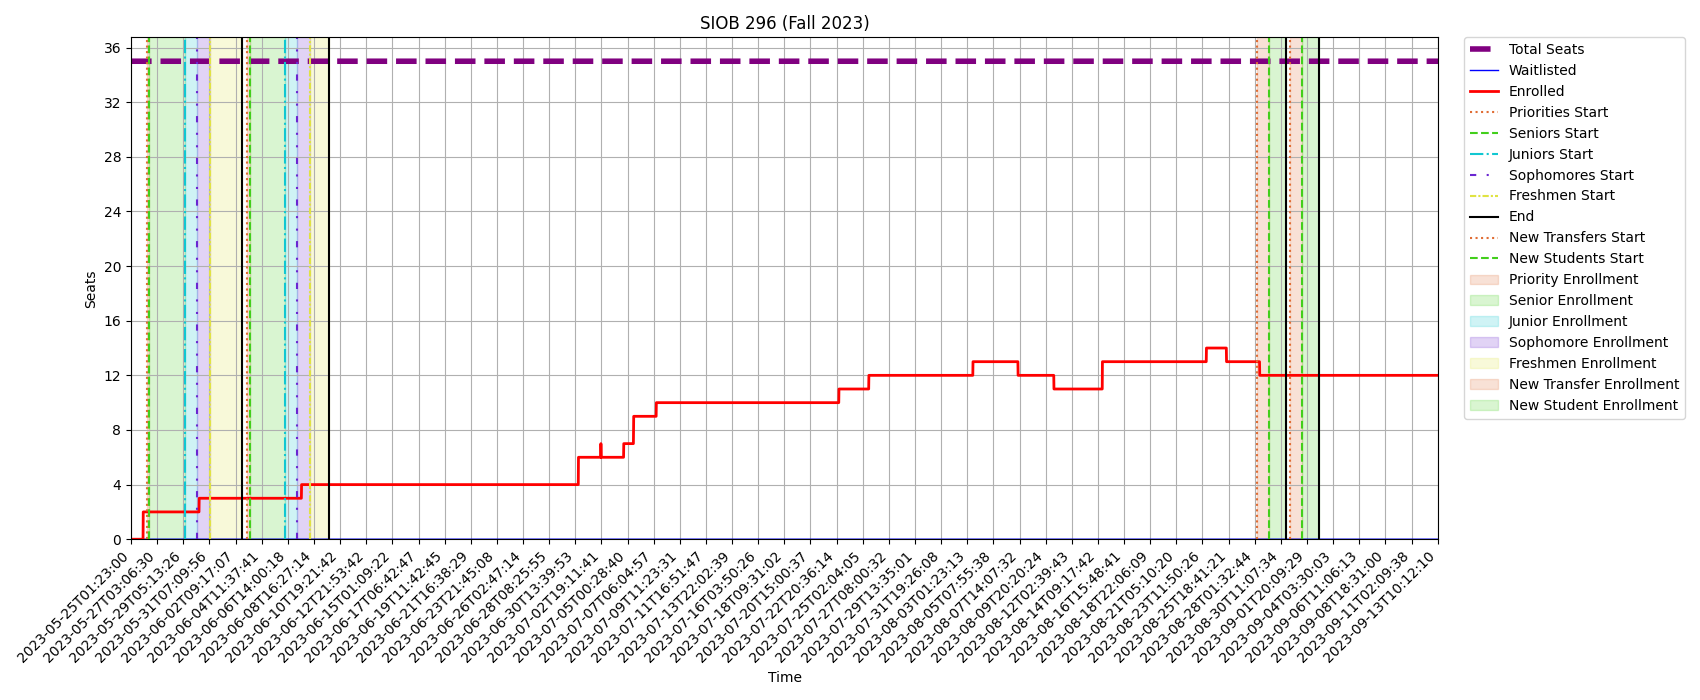 SIOB 296 (Fall 2023)
36
32
28
24
20
16
12
8
4
0
Seats
2023-05-25T01:23:00
2023-05-27T03:06:30
2023-05-29T05:13:26
2023-05-31T07:09:56
2023-06-02T09:17:07
2023-06-04T11:37:41
2023-06-06T14:00:18
2023-06-08T16:27:14
2023-06-10T19:21:42
2023-06-12T21:53:42
2023-06-15T01:09:22
2023-06-17T06:42:47
2023-06-19T11:42:45
2023-06-21T16:38:29
2023-06-23T21:45:08
2023-06-26T02:47:14
2023-06-28T08:25:55
2023-06-30T13:39:53
2023-07-02T19:11:41
2023-07-05T00:28:40
2023-07-07T06:04:57
2023-07-09T11:23:31
2023-07-11T16:51:47
2023-07-13T22:02:39
2023-07-16T03:50:26
2023-07-18T09:31:02
2023-07-20T15:00:37
2023-07-22T20:36:14
2023-07-25T02:04:05
2023-07-27T08:00:32
2023-07-29T13:35:01
2023-07-31T19:26:08
2023-08-03T01:23:13
2023-08-05T07:55:38
2023-08-07T14:07:32
2023-08-09T20:20:24
2023-08-12T02:39:43
2023-08-14T09:17:42
2023-08-16T15:48:41
2023-08-18T22:06:09
2023-08-21T05:10:20
2023-08-23T11:50:26
2023-08-25T18:41:21
2023-08-28T01:32:44
2023-08-30T11:07:34
2023-09-01T20:09:29
2023-09-04T03:30:03
2023-09-06T11:06:13
2023-09-08T18:31:00
2023-09-11T02:09:38
2023-09-13T10:12:10
Time
Total Seats
Waitlisted
Enrolled
Priorities Start
Seniors Start
Juniors Start
Sophomores Start
Freshmen Start
End
New Transfers Start
New Students Start
Priority Enrollment
Senior Enrollment
Junior Enrollment
Sophomore Enrollment
Freshmen Enrollment
New Transfer Enrollment
New Student Enrollment